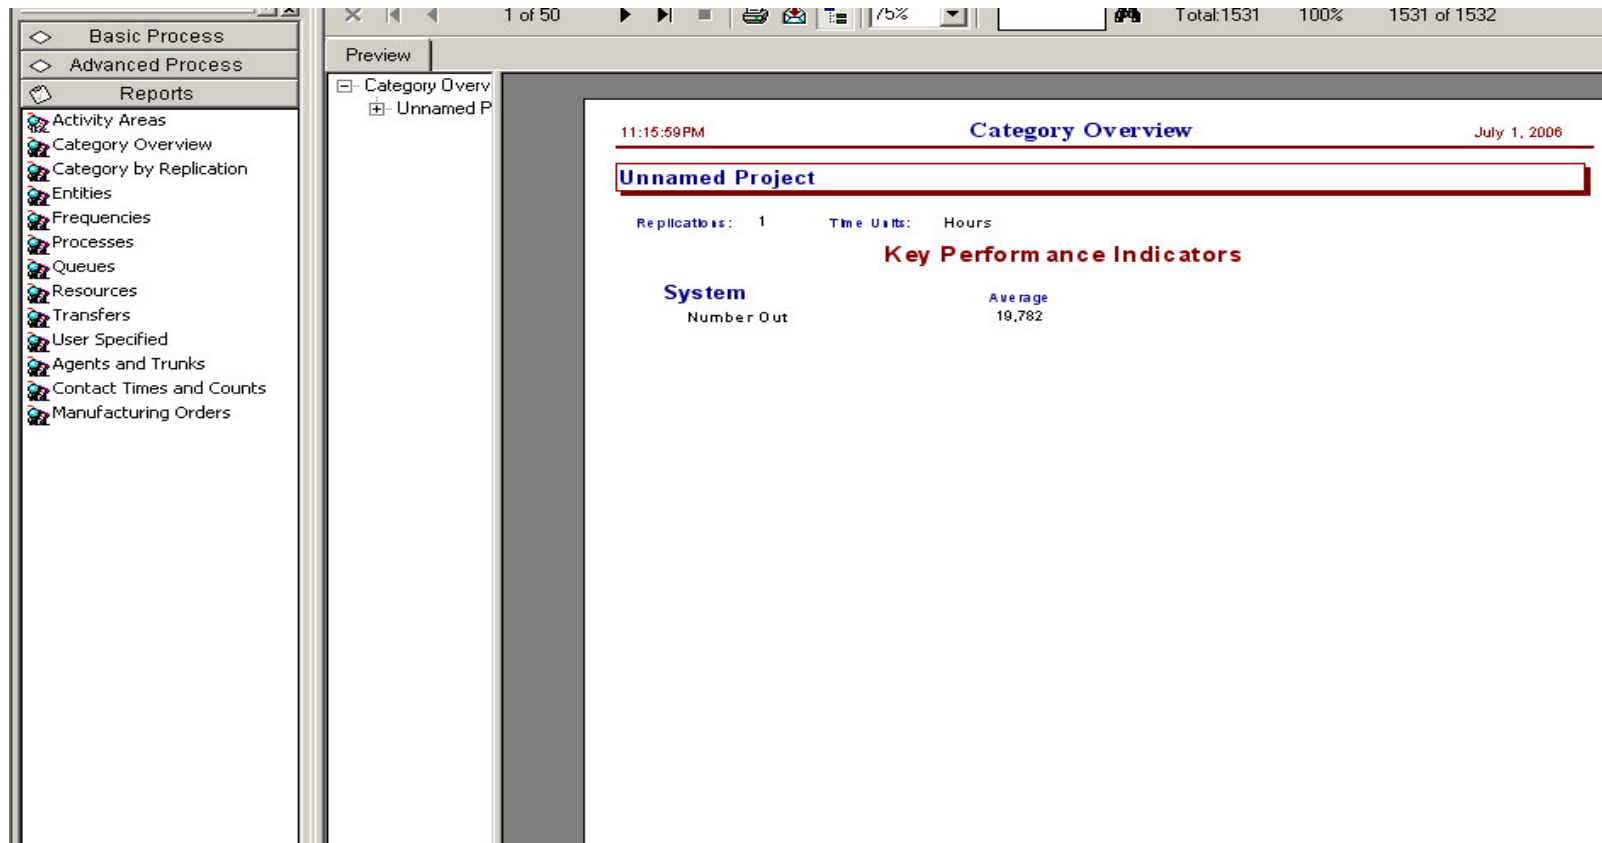 1 of 50 75% Total:1531 100% 1531 of 1532
Basic Process
Advanced Process
Reports
Activity Areas
Category Overview
Category by Replication
Entities
Frequencies
Processes
Queues
Resources
Transfers
User Specified
Agents and Trunks
Contact Times and Counts
Manufacturing Orders
Preview
Category Overv
Unnamed P
11:15:59PM Category Overview July 1, 2006
Unnamed Project
Replications: 1 Time Units: Hours
Key Performance Indicators
System Average
Number Out 19,782